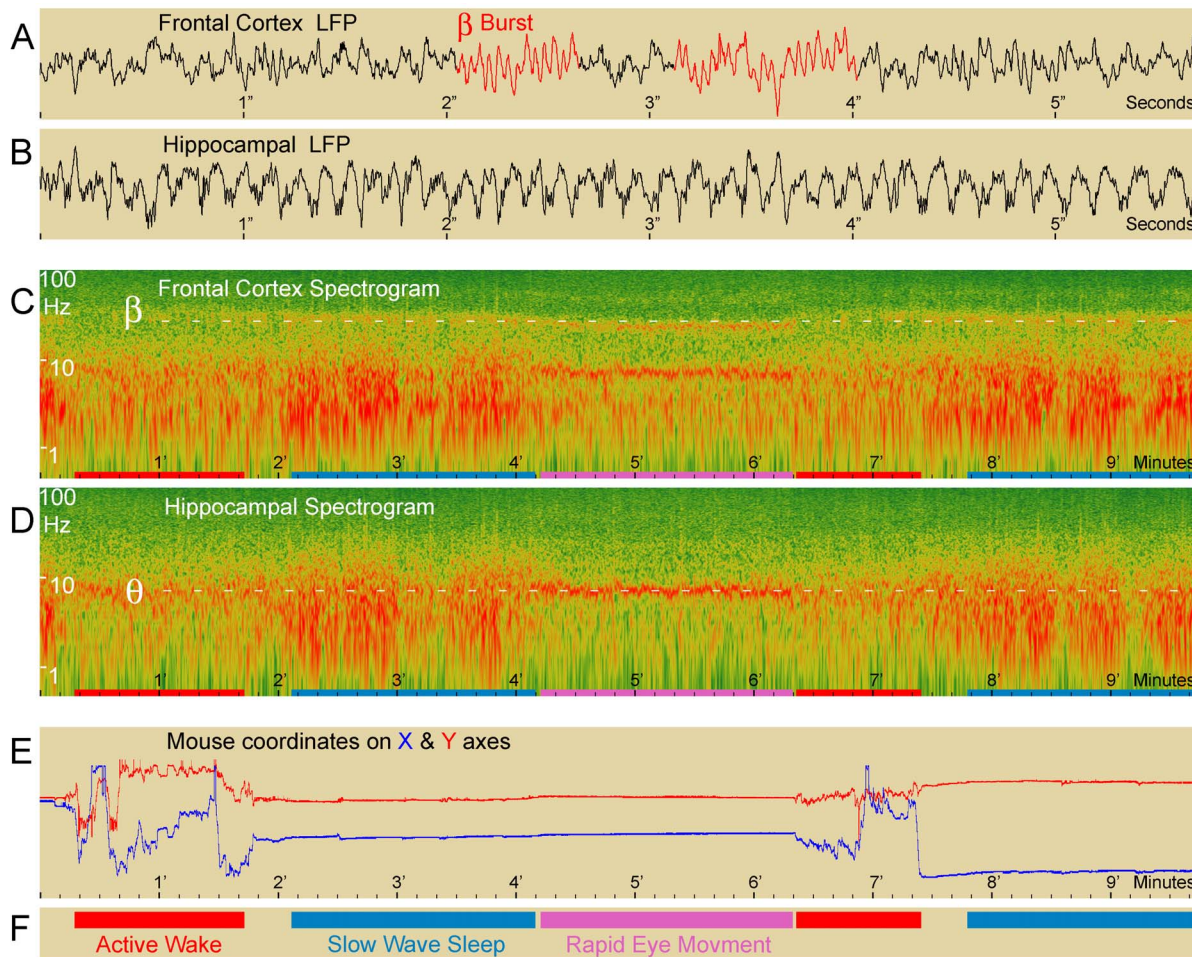 A
Frontal Cortex LFP
β Burst
1” 2” 3” 4” 5” Seconds
B
Hippocampal LFP
1” 2” 3” 4” 5” Seconds
C
100
Hz
Frontal Cortex Spectrogram
β
10
1
1’ 2’ 3’ 4’ 5’ 6’ 7’ 8’ 9’ Minutes
D
100
Hz
Hippocampal Spectrogram
10
θ
1
1’ 2’ 3’ 4’ 5’ 6’ 7’ 8’ 9’ Minutes
E
Mouse coordinates on X & Y axes
1’ 2’ 3’ 4’ 5’ 6’ 7’ 8’ 9’ Minutes
F
Active Wake Slow Wave Sleep Rapid Eye Movment